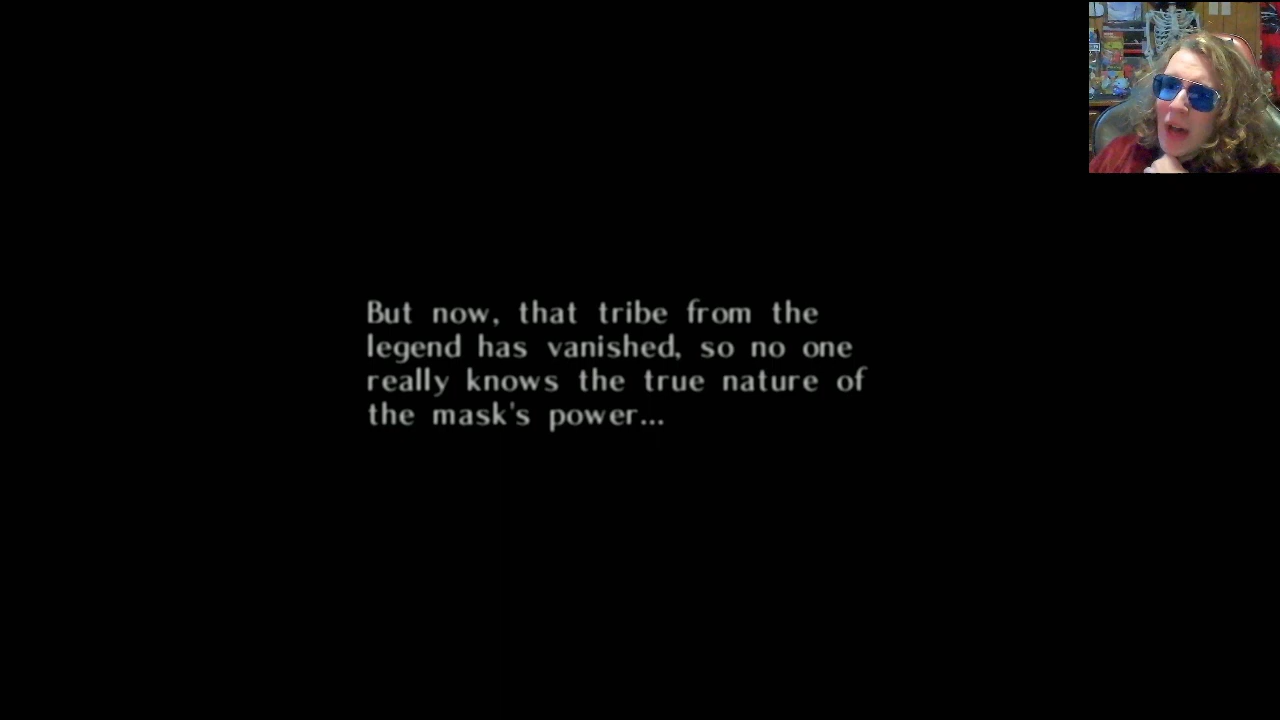 But now, that tribe from the
legend has vanished, so no one
really knows the true nature of
the mask's power...